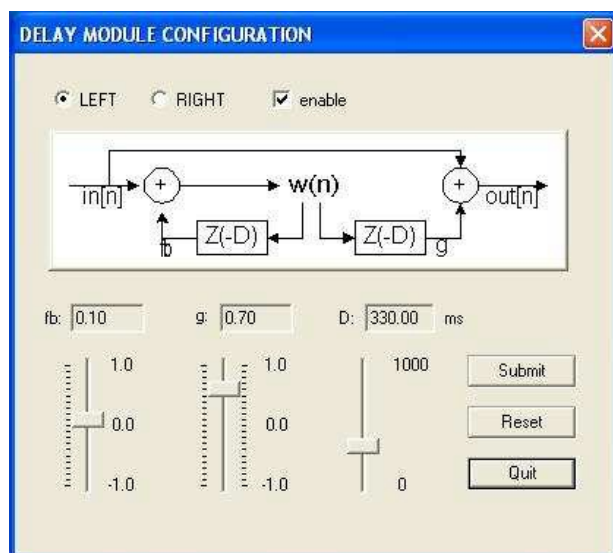 DELAY MODULE CONFIGURATION
LEFT RIGHT enable
in[n] + w(n) + out[n]
fb Z(-D) Z(-D) g
fb: 0.10 g: 0.70 D: 330.00 ms
1.0 1.0 1000 Submit
0.0 0.0 Reset
-1.0 -1.0 0 Quit